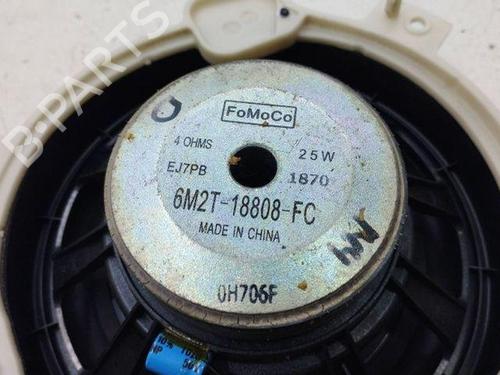 B-PARTS
FoMoCo
4 OHMS
25W
EJ7PB
1870
6M2T-18808-FC
MADE IN CHINA
0H706F